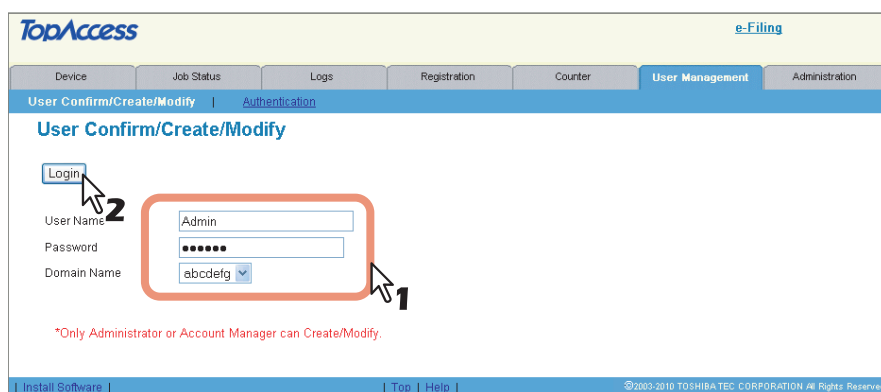 TopAccess
e-Filing
Device Job Status Logs Registration Counter User Management Administration
User Confirm/Create/Modify | Authentication
User Confirm/Create/Modify
Login
2
User Name Admin
Password ••••••
Domain Name abcdefg
1
*Only Administrator or Account Manager can Create/Modify.
| Install Software | | Top | Help | ©2003-2010 TOSHIBA TEC CORPORATION All Rights Reserve